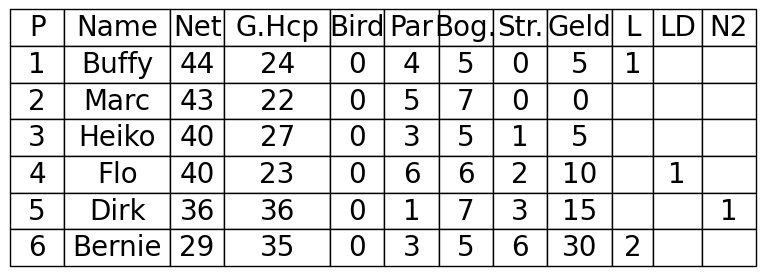 P Name Net G.Hcp Bird Par Bog. Str. Geld L LD N2
1 Buffy 44 24 0 4 5 0 5 1
2 Marc 43 22 0 5 7 0 0
3 Heiko 40 27 0 3 5 1 5
4 Flo 40 23 0 6 6 2 10 1
5 Dirk 36 36 0 1 7 3 15 1
6 Bernie 29 35 0 3 5 6 30 2